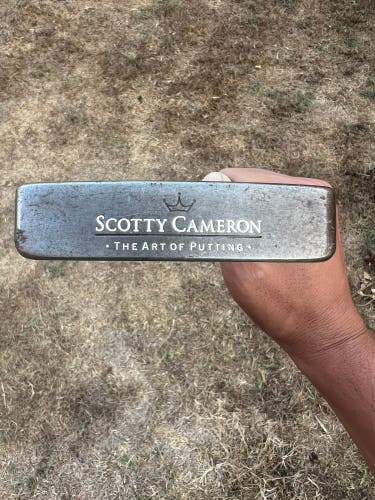 SCOTTY CAMERON
· THE ART OF PUTTING ·